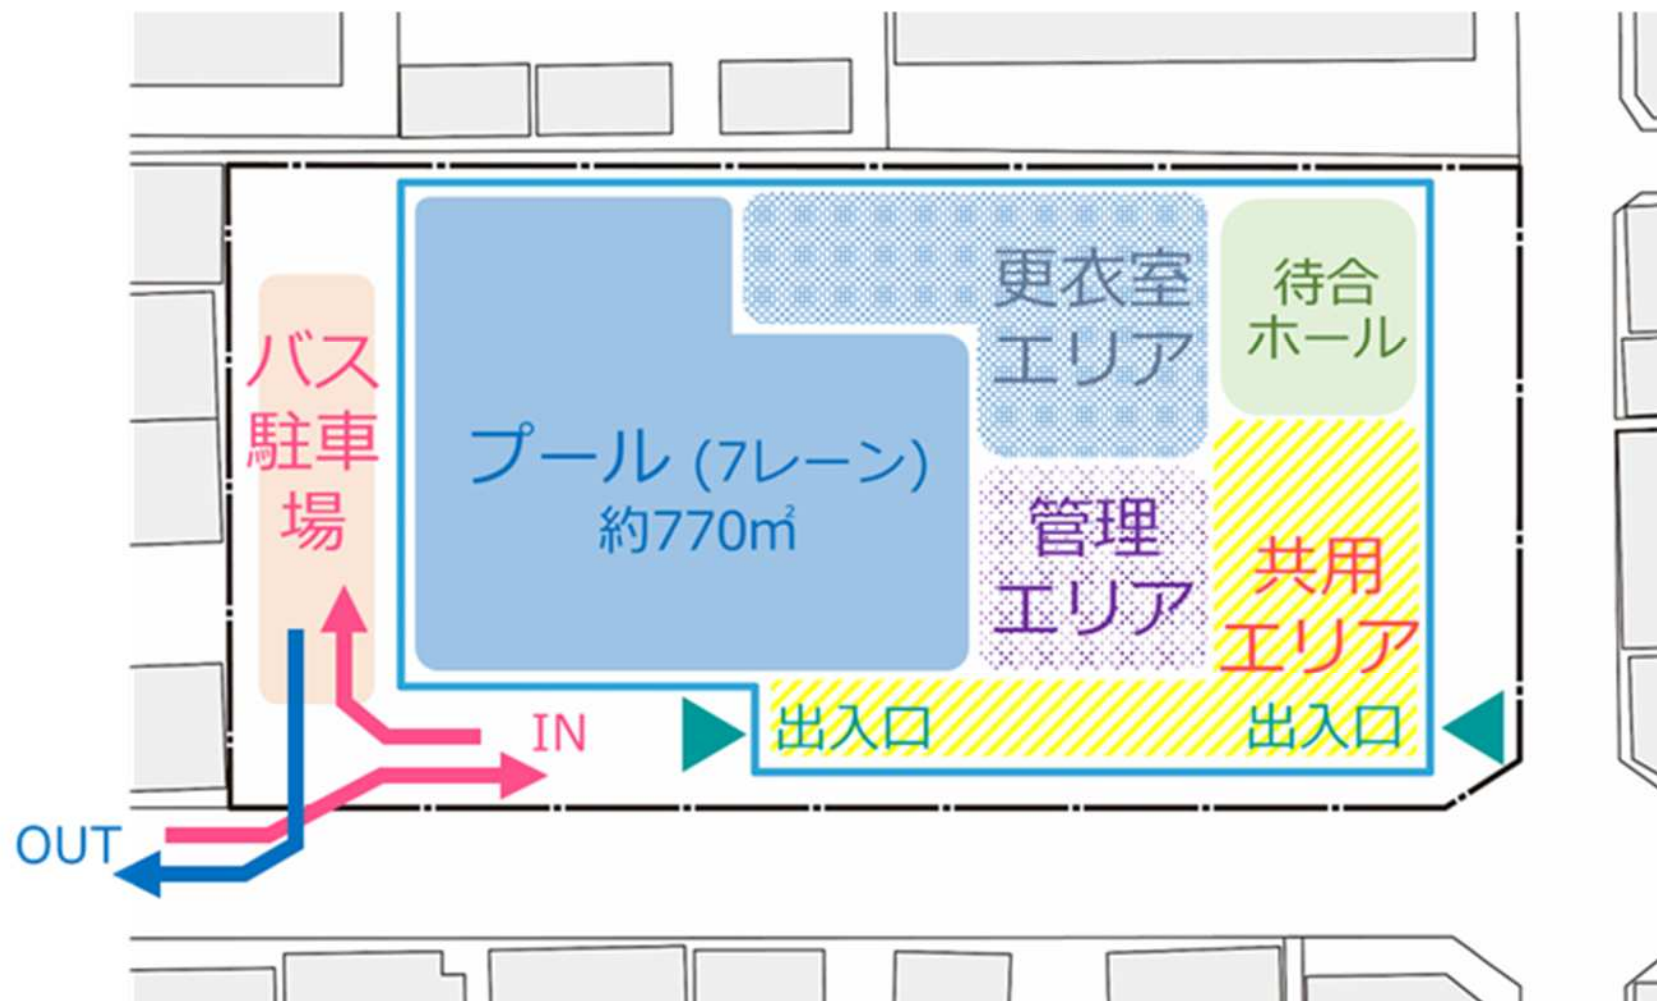 更衣室
エリア
待合
ホール
バス
駐車
場
プール (7レーン)
約770㎡
管理
エリア
共用
エリア
出入口
出入口
IN
OUT